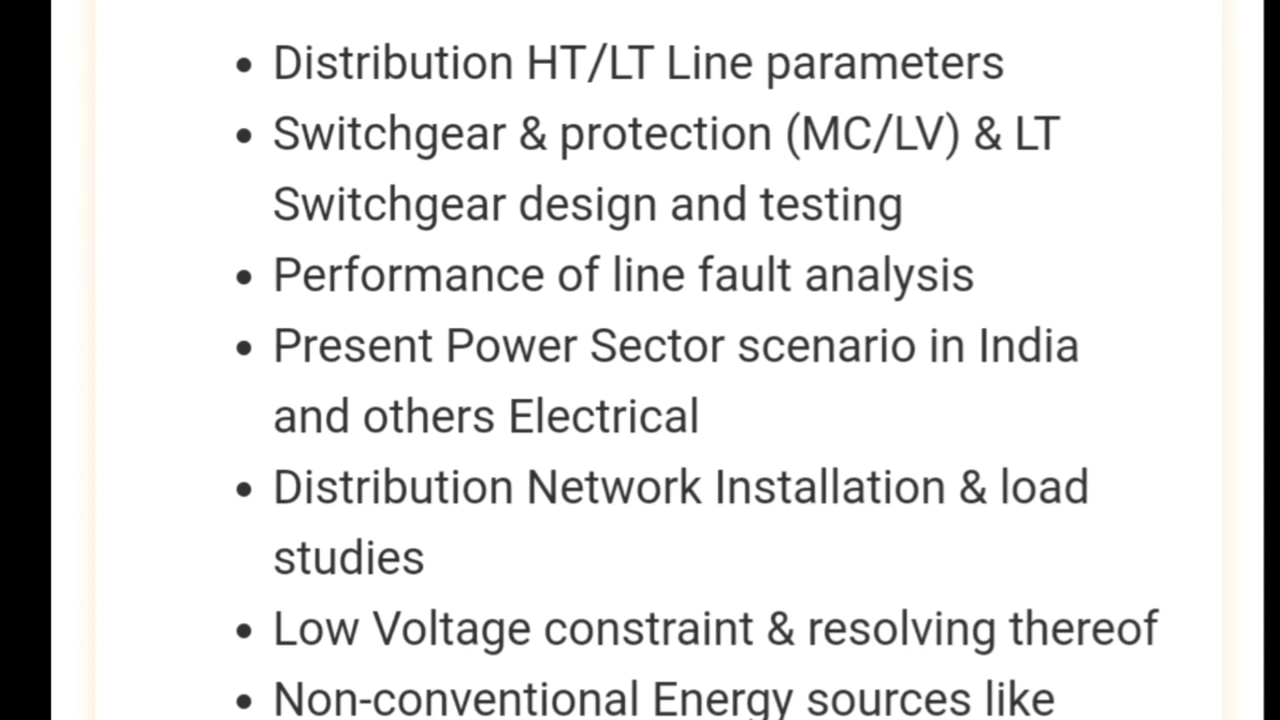 • Distribution HT/LT Line parameters
• Switchgear & protection (MC/LV) & LT
Switchgear design and testing
• Performance of line fault analysis
• Present Power Sector scenario in India
and others Electrical
• Distribution Network Installation & load
studies
• Low Voltage constraint & resolving thereof
• Non-conventional Energy sources like